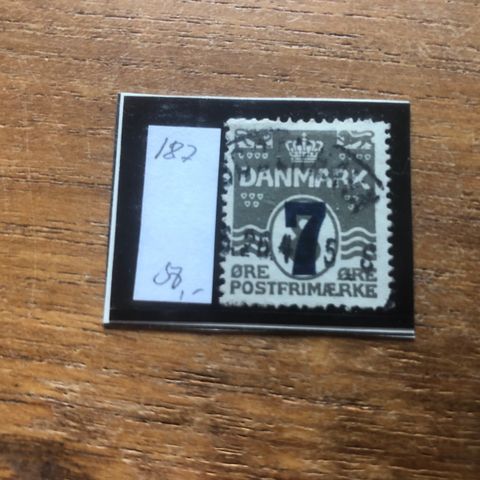 187
58,-
DANMARK
7
ØRE ØRE
POSTFRIMÆRKE